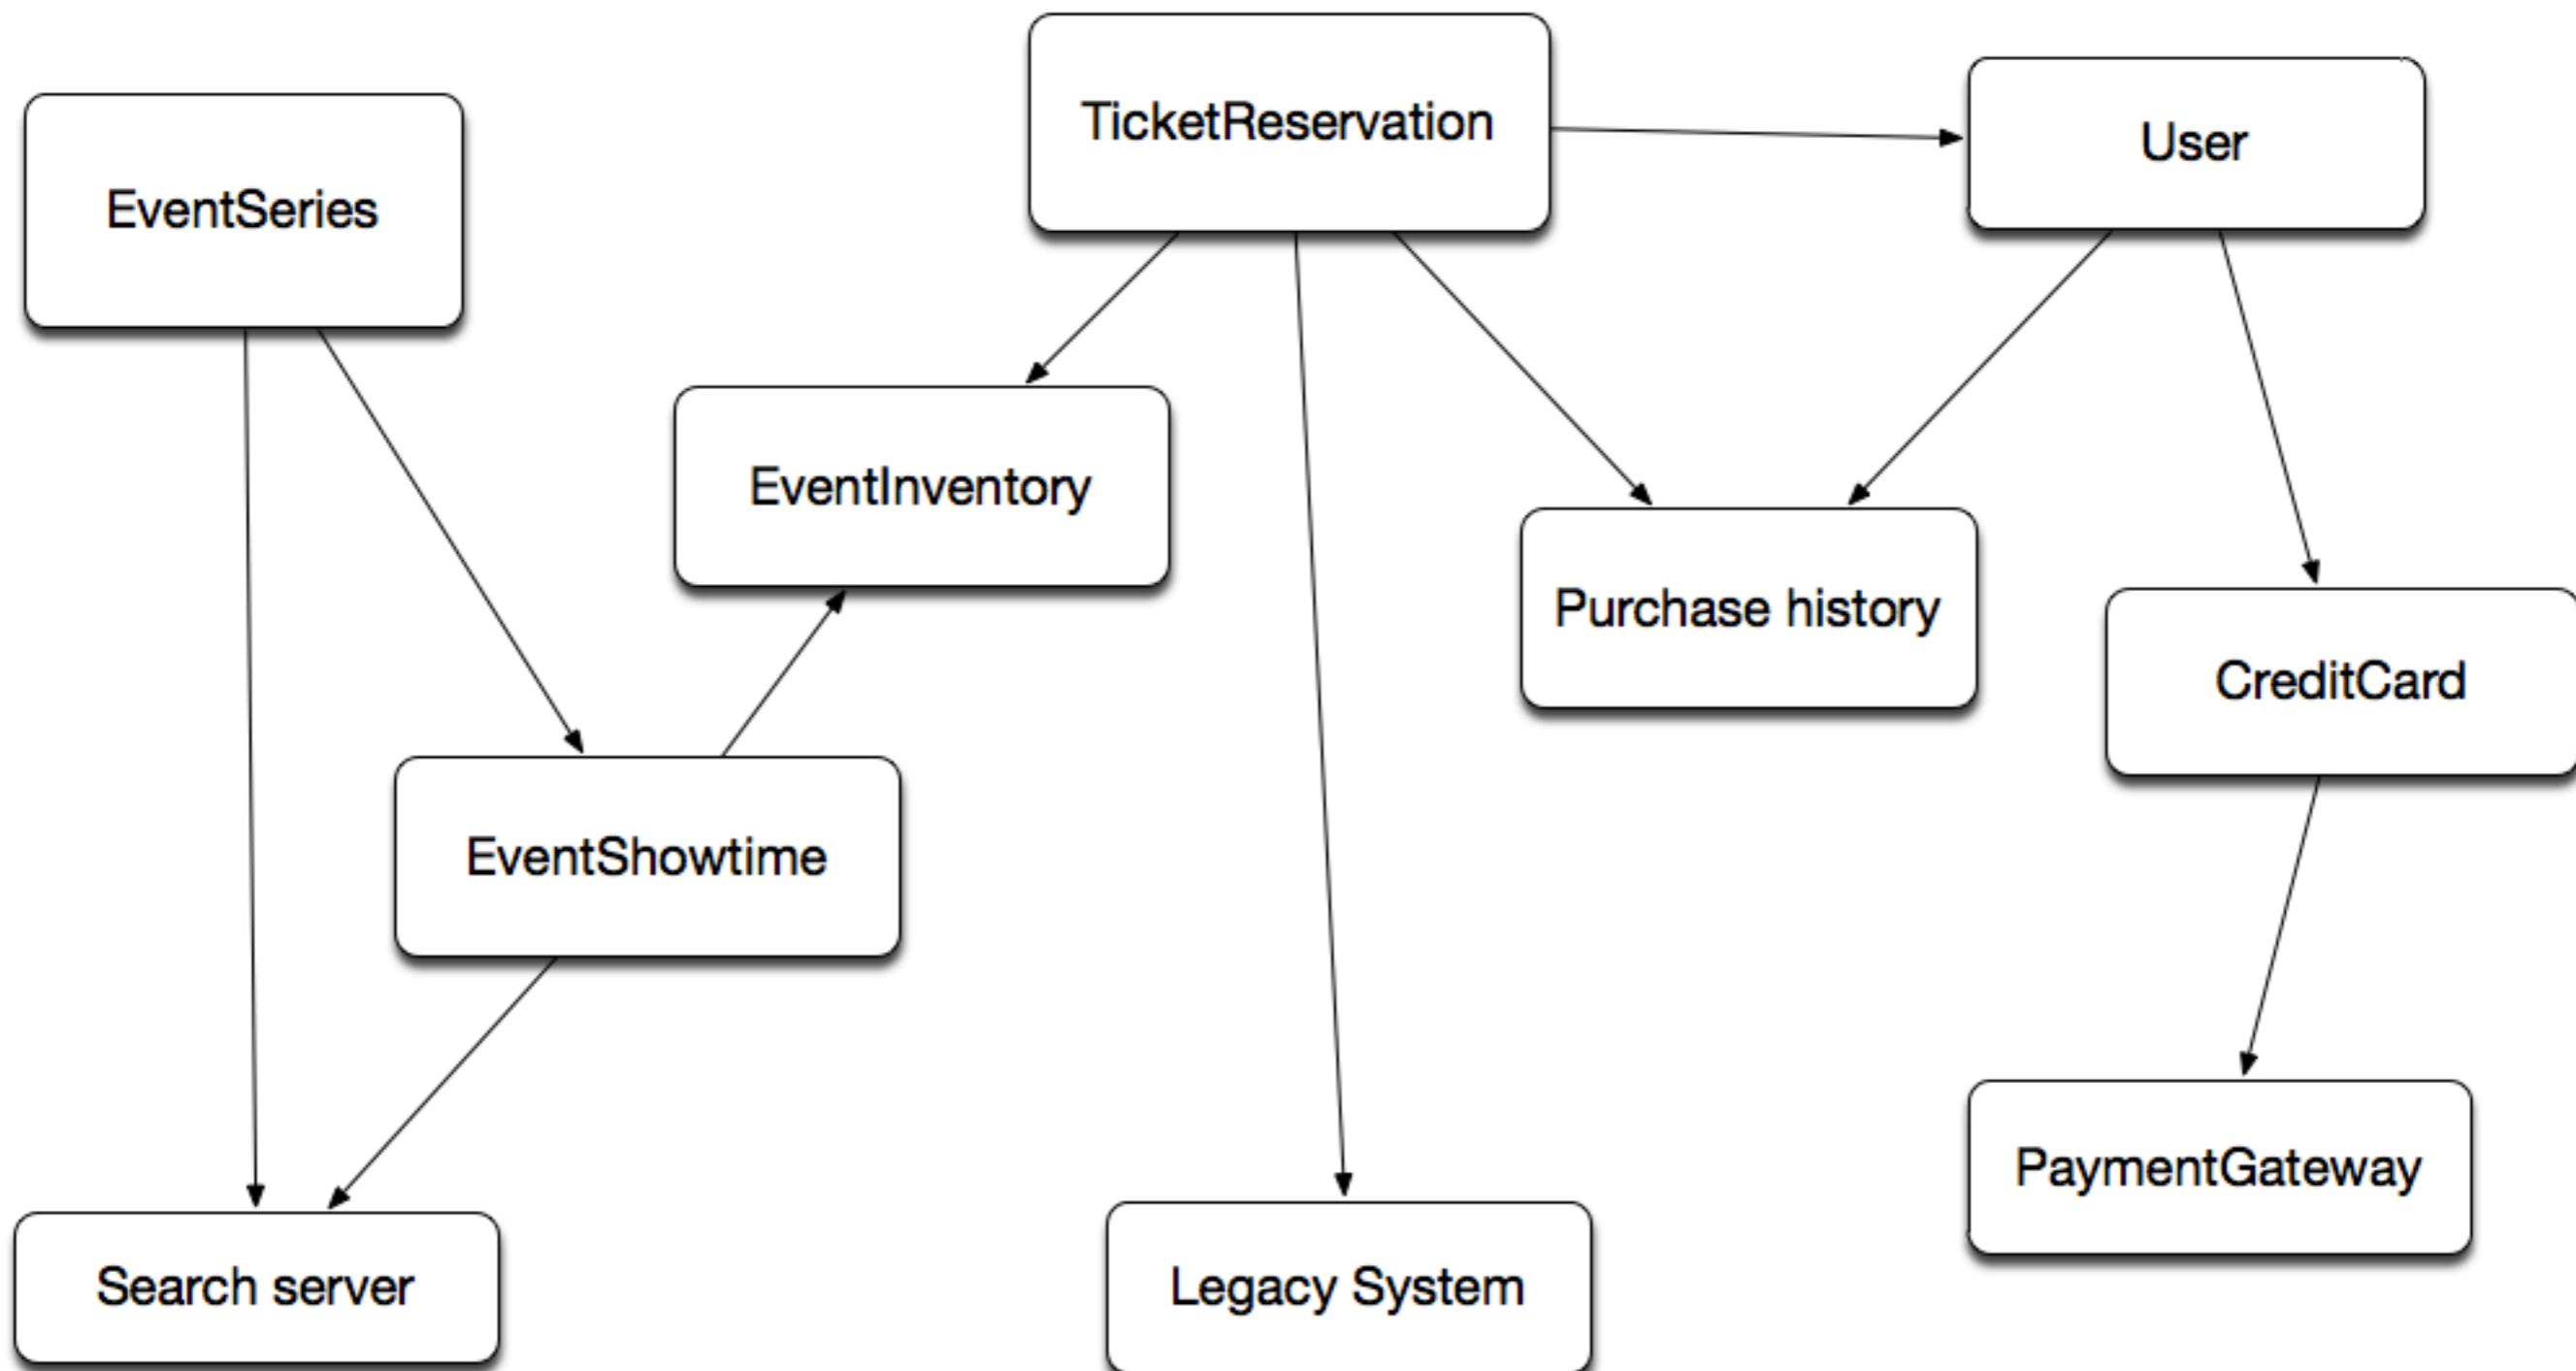 TicketReservation
User
EventSeries
EventInventory
Purchase history
CreditCard
EventShowtime
PaymentGateway
Search server
Legacy System